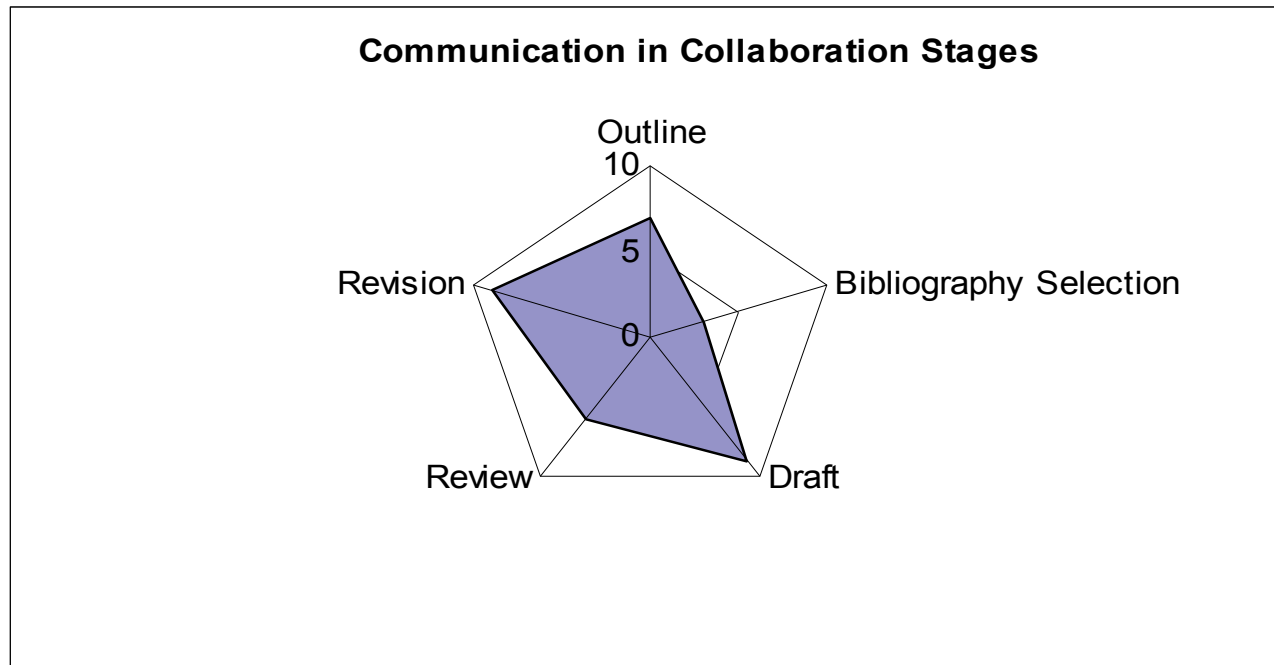 Communication in Collaboration Stages
Outline
10
5
0
Revision
Bibliography Selection
Review
Draft